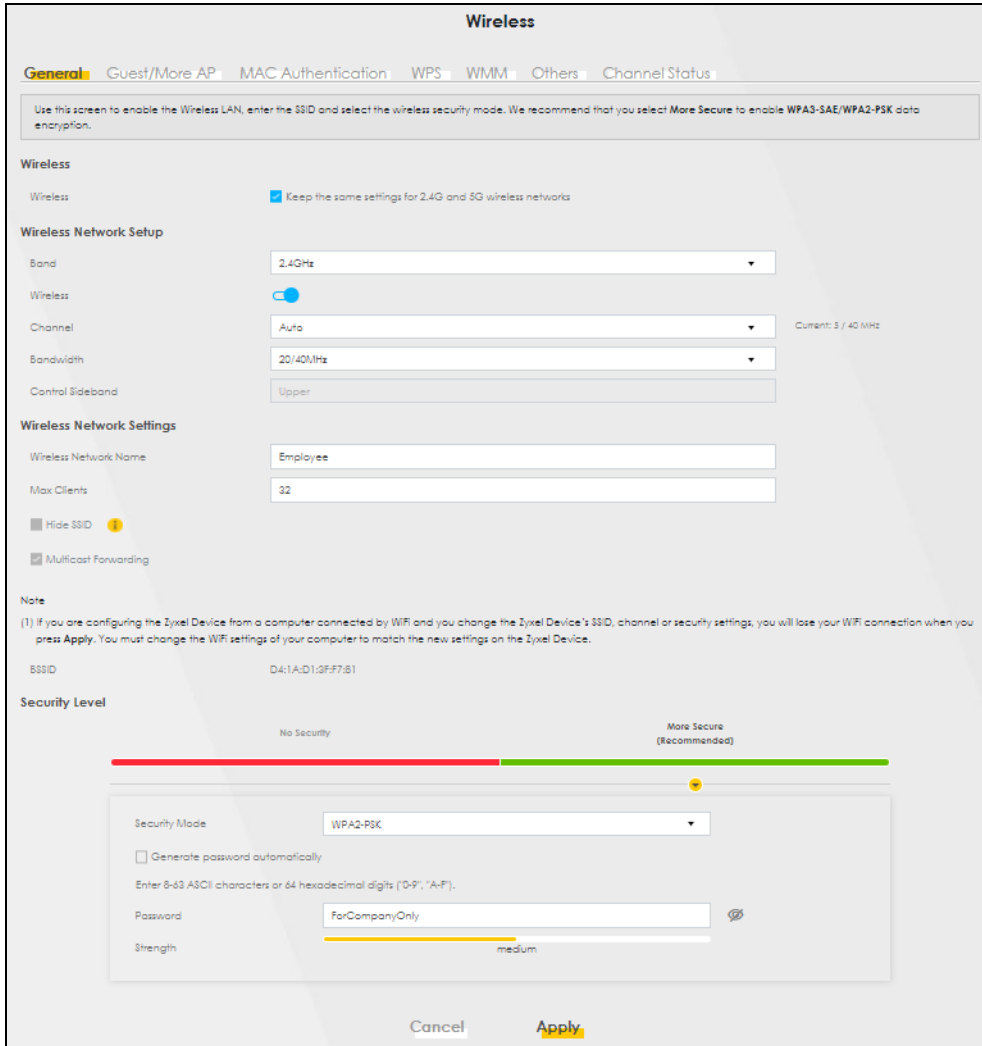 Wireless
General Guest/More AP MAC Authentication WPS WMM Others Channel Status
Use this screen to enable the Wireless LAN, enter the SSID and select the wireless security mode. We recommend that you select More Secure to enable WPA3-SAE/WPA2-PSK data
encryption.
Wireless
Wireless Keep the same settings for 2.4G and 5G wireless networks
Wireless Network Setup
Band 2.4GHz
Wireless
Channel Auto Current: 5 / 40 MHz
Bandwidth 20/40MHz
Control Sideband Upper
Wireless Network Settings
Wireless Network Name Employee
Max Clients 32
Hide SSID
Multicast Forwarding
Note
(1) If you are configuring the Zyxel Device from a computer connected by WiFi and you change the Zyxel Device's SSID, channel or security settings, you will lose your WiFi connection when you
press Apply. You must change the WiFi settings of your computer to match the new settings on the Zyxel Device.
BSSID D4:1A:D1:3F:F7:81
Security Level
No Security More Secure
(Recommended)
Security Mode WPA2-PSK
Generate password automatically
Enter 8-63 ASCII characters or 64 hexadecimal digits ("0-9", "A-F").
Password ForCompanyOnly
Strength medium
Cancel Apply